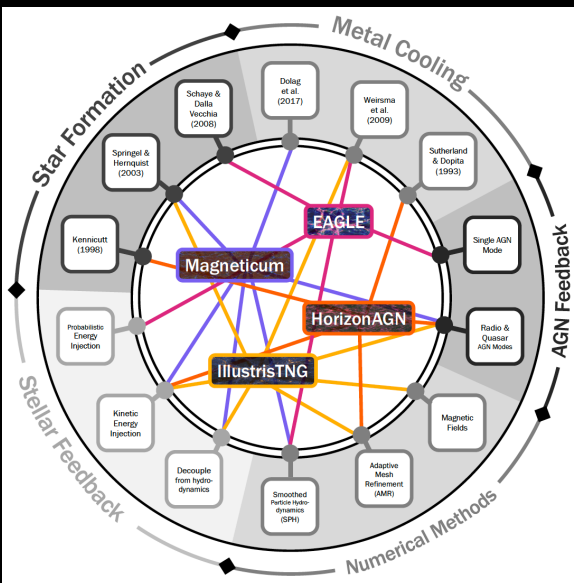 Metal Cooling
Star Formation
AGN Feedback
Stellar Feedback
Numerical Methods
Dolag
et al.
(2017)
Weirsma
et al.
(2009)
Sutherland
& Dopita
(1993)
Single AGN
Mode
Radio &
Quasar
AGN Modes
Magnetic
Fields
Adaptive
Mesh
Refinement
(AMR)
Smoothed
Particle Hydro-
dynamics
(SPH)
Decouple
from hydro-
dynamics
Kinetic
Energy
Injection
Probabilistic
Energy
Injection
Kennicutt
(1998)
Springel &
Hernquist
(2003)
Schaye &
Dalla
Vecchia
(2008)
EAGLE
Magneticum
HorizonAGN
IllustrisTNG